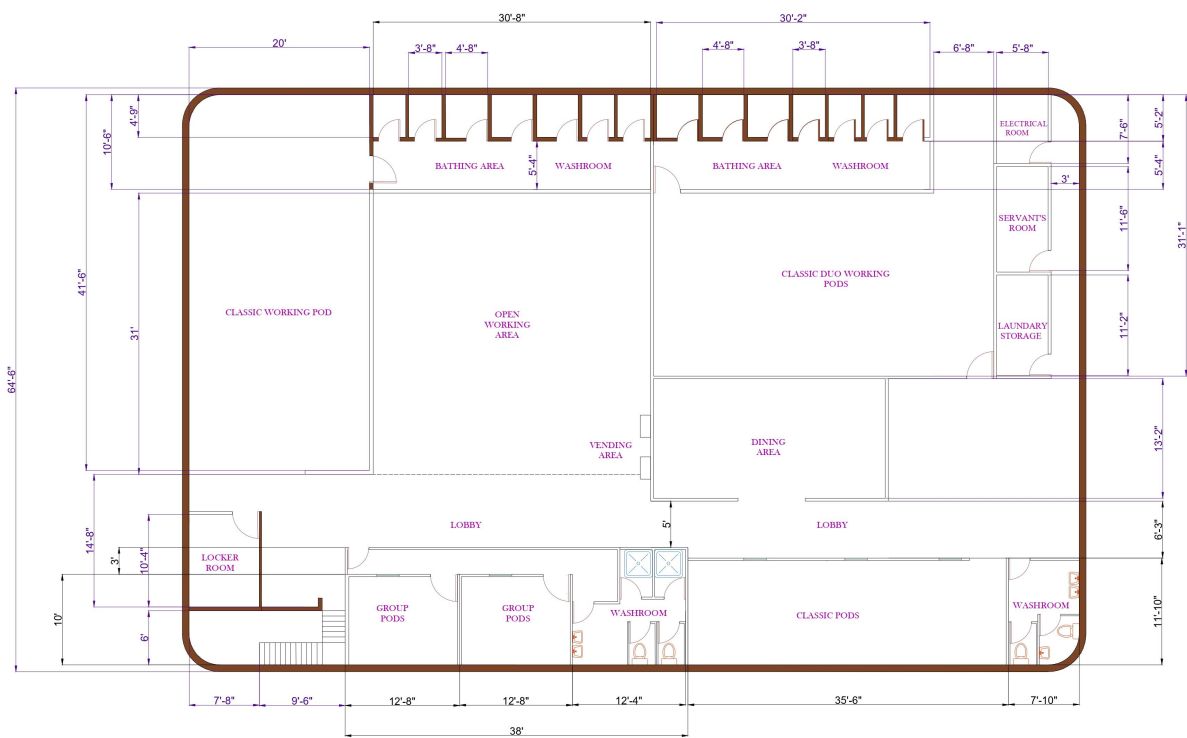 30'-8"
30'-2"
20'
3'-8"
4'-8"
4'-8"
3'-8"
6'-8"
5'-8"
4'-9"
10'-6"
ELECTRICAL
ROOM
7'-6"
5'-2"
BATHING AREA
5'-4"
WASHROOM
BATHING AREA
WASHROOM
5'-4"
3'
SERVANT'S
ROOM
11'-6"
31'-1"
41'-6"
31'
CLASSIC WORKING POD
OPEN
WORKING
AREA
CLASSIC DUO WORKING
PODS
LAUNDARY
STORAGE
11'-2"
64'-6"
VENDING
AREA
DINING
AREA
13'-2"
14'-8"
LOBBY
5'
LOBBY
6'-3"
3'
10'-4"
LOCKER
ROOM
10'
6'
GROUP
PODS
GROUP
PODS
WASHROOM
CLASSIC PODS
WASHROOM
11'-10"
7'-8"
9'-6"
12'-8"
12'-8"
12'-4"
35'-6"
7'-10"
38'